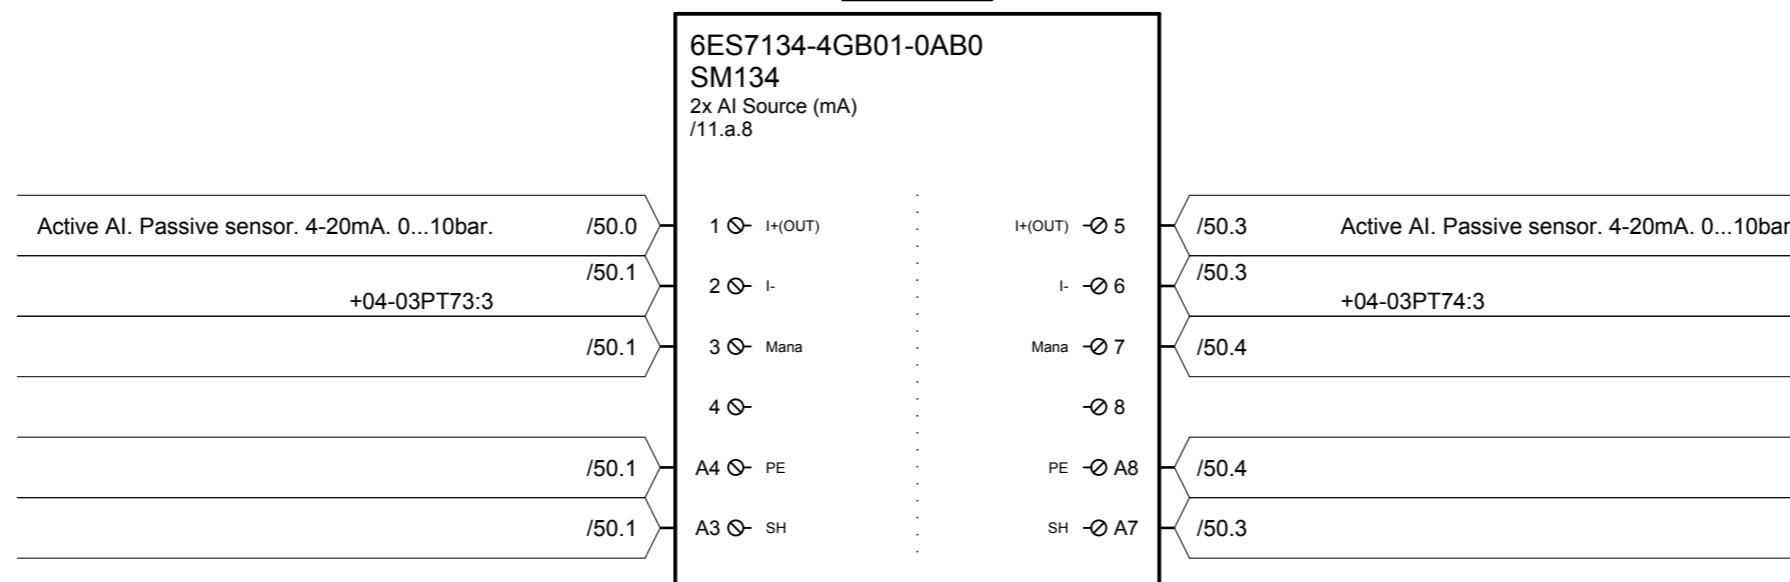 6ES7134-4GB01-0AB0
SM134
2x AI Source (mA)
/11.a.8
Active AI. Passive sensor. 4-20mA. 0...10bar. /50.0 1 I+(OUT) I+(OUT) 5 /50.3 Active AI. Passive sensor. 4-20mA. 0...10bar
/50.1 2 I- I- 6 /50.3
+04-03PT73:3 +04-03PT74:3
/50.1 3 Mana Mana 7 /50.4
4 8
/50.1 A4 PE PE A8 /50.4
/50.1 A3 SH SH A7 /50.3